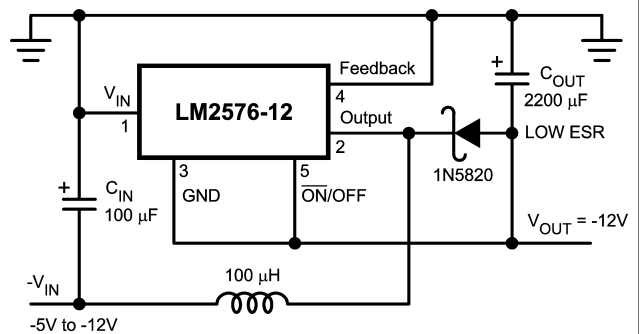 Feedback
+
C_OUT
2200 µF
V_IN
4
LM2576-12
Output
1
2
LOW ESR
3
5
1N5820
+
C_IN
GND
O̅N̅/OFF
100 µF
V_OUT = -12V
100 µH
-V_IN
-5V to -12V